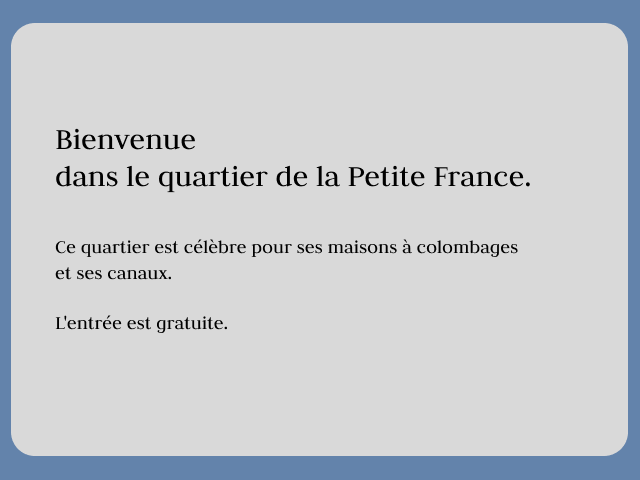 Bienvenue
dans le quartier de la Petite France.
Ce quartier est célèbre pour ses maisons à colombages
et ses canaux.
L'entrée est gratuite.